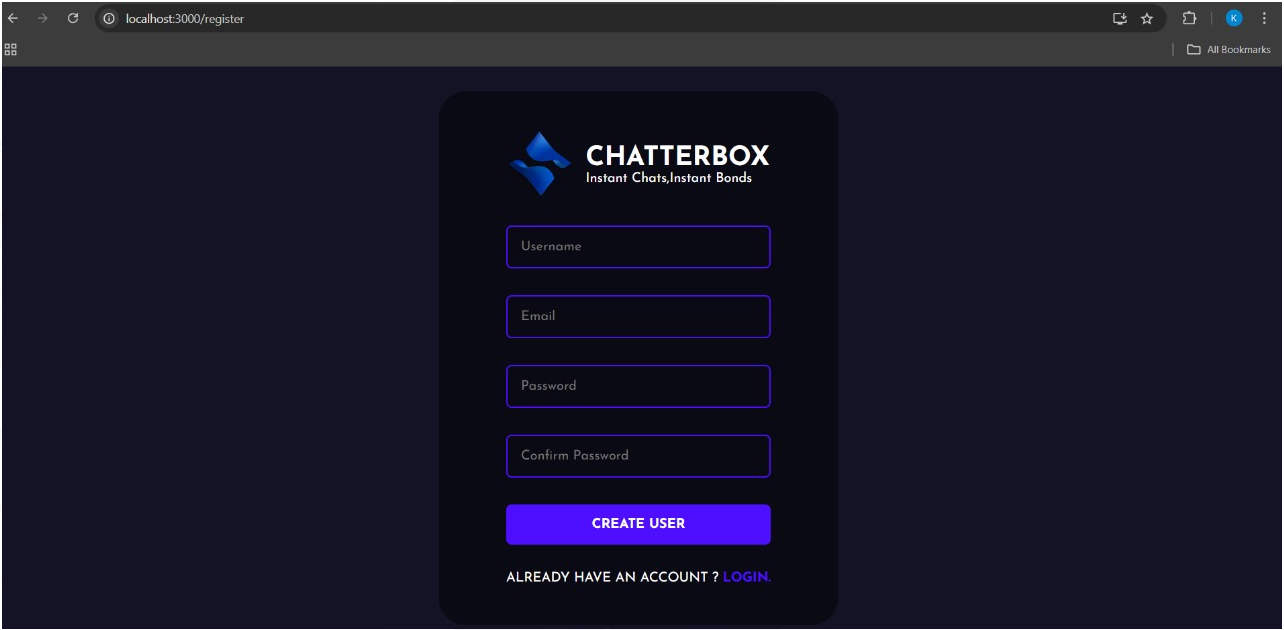 localhost:3000/register
K
All Bookmarks
CHATTERBOX
Instant Chats,Instant Bonds
Username
Email
Password
Confirm Password
CREATE USER
ALREADY HAVE AN ACCOUNT ? LOGIN.